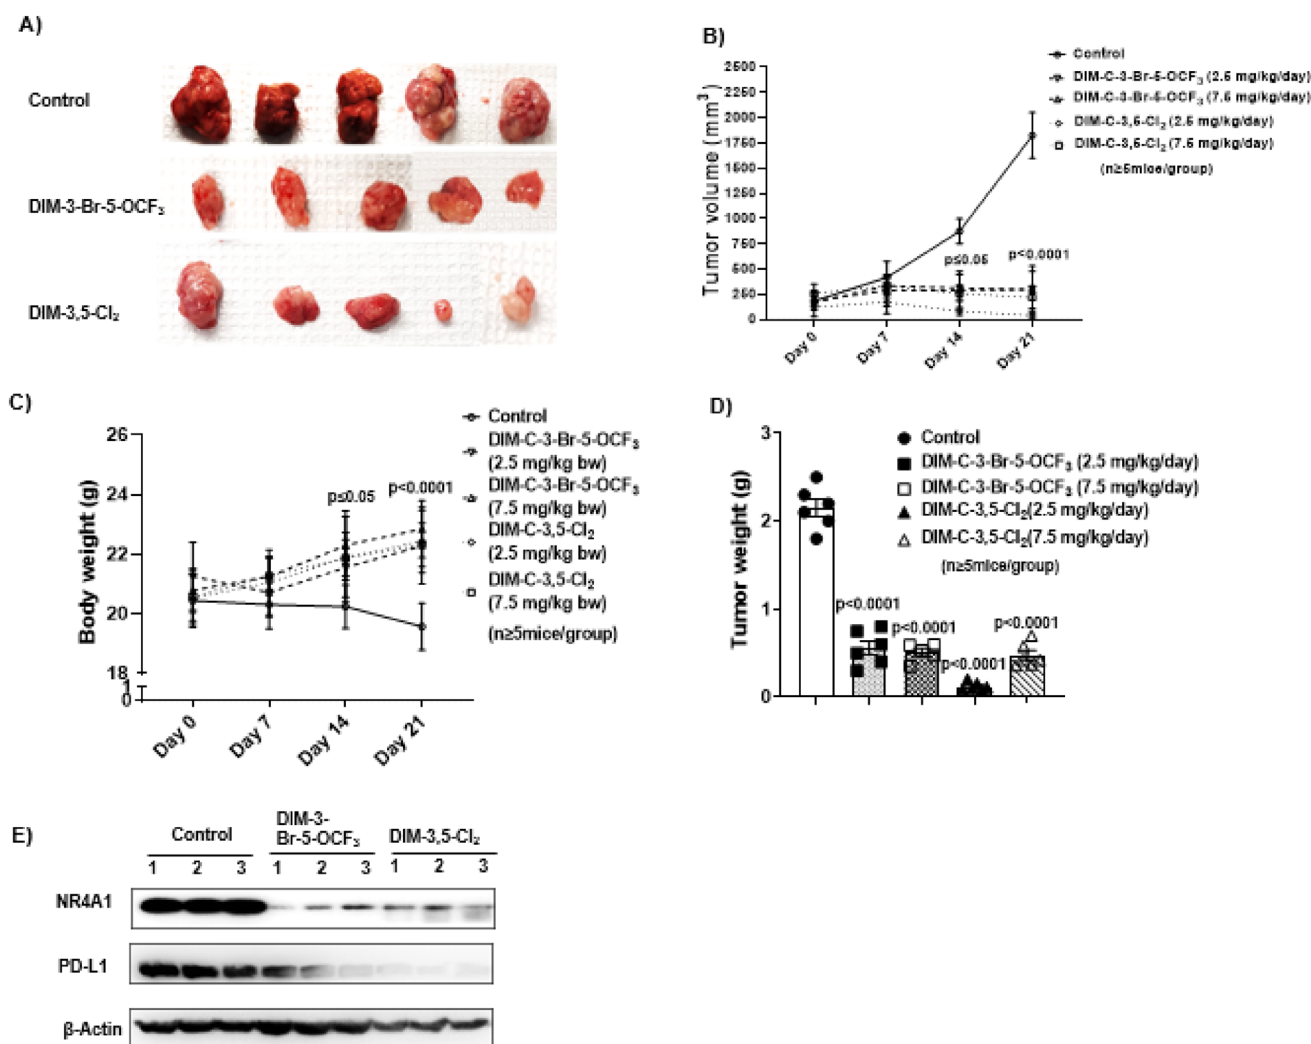 A)
Control
DIM-3-Br-5-OCF₃
DIM-3,5-Cl₂
B)
Tumor volume (mm³)
2500
2250
2000
1750
1500
1250
1000
750
500
250
0
Day 0
Day 7
Day 14
Day 21
p≤0.05
p<0.0001
Control
DIM-C-3-Br-5-OCF₃ (2.5 mg/kg/day)
DIM-C-3-Br-5-OCF₃ (7.5 mg/kg/day)
DIM-C-3,5-Cl₂ (2.5 mg/kg/day)
DIM-C-3,5-Cl₂ (7.5 mg/kg/day)
(n≥5mice/group)
C)
Body weight (g)
26
24
22
20
18
1
0
Day 0
Day 7
Day 14
Day 21
p≤0.05
p<0.0001
Control
DIM-C-3-Br-5-OCF₃
(2.5 mg/kg bw)
DIM-C-3-Br-5-OCF₃
(7.5 mg/kg bw)
DIM-C-3,5-Cl₂
(2.5 mg/kg bw)
DIM-C-3,5-Cl₂
(7.5 mg/kg bw)
(n≥5mice/group)
D)
Tumor weight (g)
3
2
1
0
Control
DIM-C-3-Br-5-OCF₃ (2.5 mg/kg/day)
DIM-C-3-Br-5-OCF₃ (7.5 mg/kg/day)
DIM-C-3,5-Cl₂(2.5 mg/kg/day)
DIM-C-3,5-Cl₂(7.5 mg/kg/day)
(n≥5mice/group)
p<0.0001
p<0.0001
p<0.0001
p<0.0001
E)
Control
DIM-3-
Br-5-OCF₃
DIM-3,5-Cl₂
1 2 3 1 2 3 1 2 3
NR4A1
PD-L1
β-Actin